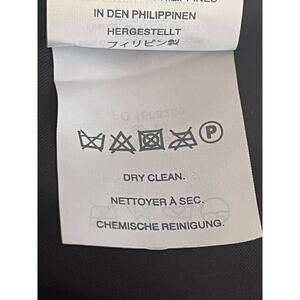 IN DEN PHILIPPINEN
HERGESTELLT
フィリピン製
P
DRY CLEAN.
NETTOYER À SEC.
CHEMISCHE REINIGUNG.